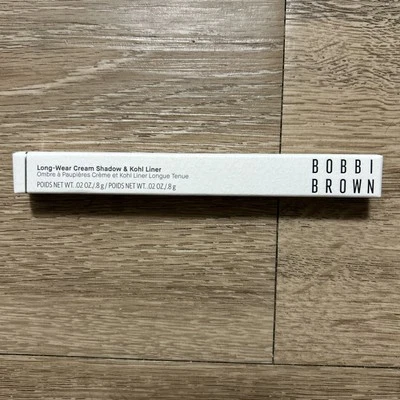 Long-Wear Cream Shadow & Kohl Liner
Ombre à Paupières Crème et Kohl Liner Longue Tenue
POIDS NET WT. .02 OZ./.8 g / POIDS NET WT. .02 OZ./.8 g
BOBBI
BROWN